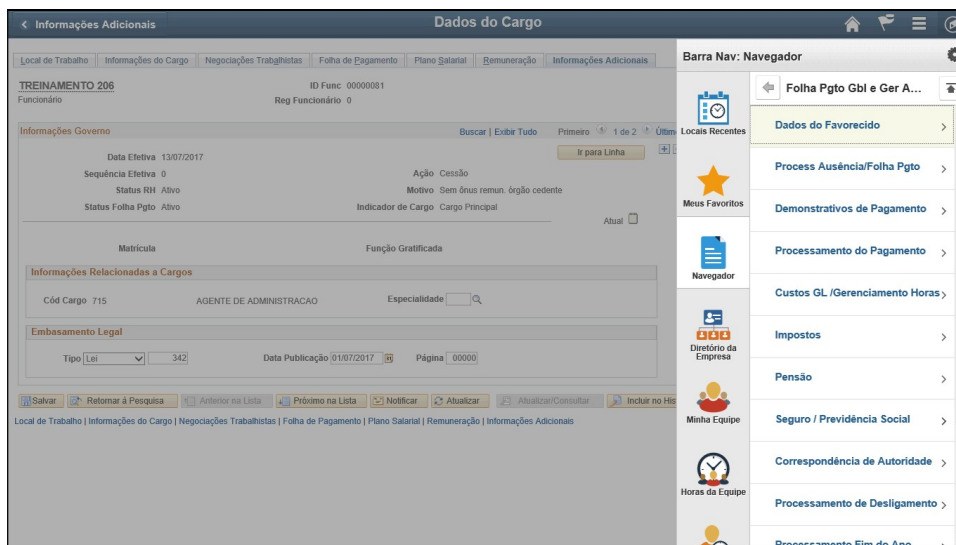 Informações Adicionais
Dados do Cargo
Local de Trabalho Informações do Cargo Negociações Trabalhistas Folha de Pagamento Plano Salarial Remuneração Informações Adicionais
TREINAMENTO 206 ID Func 00000081
Funcionário Reg Funcionário 0
Informações Governo Buscar | Exibir Tudo Primeiro 1 de 2
Ir para Linha
Data Efetiva 13/07/2017
Sequência Efetiva 0 Ação Cessão
Status RH Ativo Motivo Sem ônus remun. órgão cedente
Status Folha Pgto Ativo Indicador de Cargo Cargo Principal
Atual
Matrícula Função Gratificada
Informações Relacionadas a Cargos
Cód Cargo 715 AGENTE DE ADMINISTRACAO Especialidade
Embasamento Legal
Tipo Lei 342 Data Publicação 01/07/2017 Página 00000
Salvar Retornar à Pesquisa Anterior na Lista Próximo na Lista Notificar Atualizar Atualizar/Consultar Incluir no His
Local de Trabalho | Informações do Cargo | Negociações Trabalhistas | Folha de Pagamento | Plano Salarial | Remuneração | Informações Adicionais
Barra Nav: Navegador
Locais Recentes
Meus Favoritos
Navegador
Diretório da
Empresa
Minha Equipe
Horas da Equipe
Folha Pgto Gbl e Ger A...
Dados do Favorecido
Process Ausência/Folha Pgto
Demonstrativos de Pagamento
Processamento do Pagamento
Custos GL /Gerenciamento Horas
Impostos
Pensão
Seguro / Previdência Social
Correspondência de Autoridade
Processamento de Desligamento
Processamento Fim do Ano